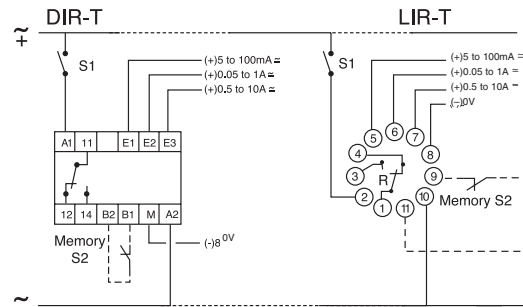 DIR-T
LIR-T
~
+
S1
(+)5 to 100mA ≃
(+)0.05 to 1A ≃
(+)0.5 to 10A ≃
A1 11 E1 E2 E3
12 14 B2 B1 M A2
Memory
S2
(-)8 0V
~
S1
(+)5 to 100mA =
(+)0.05 to 1A ~
(+)0.5 to 10A ~
(-)0V
5 6 7 8
4
3 R 9
2 1 11 10
Memory S2